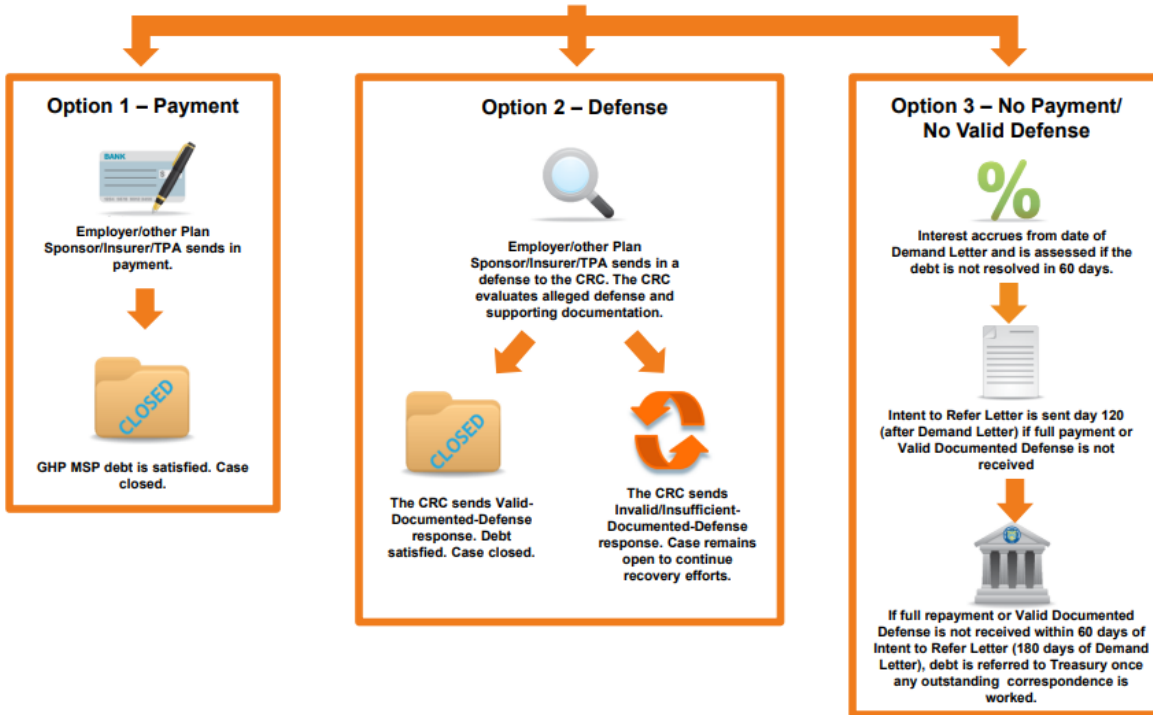 Option 1 – Payment
BANK
$
Employer/other Plan
Sponsor/Insurer/TPA sends in
payment.
CLOSED
GHP MSP debt is satisfied. Case
closed.
Option 2 – Defense
Employer/other Plan
Sponsor/Insurer/TPA sends in a
defense to the CRC. The CRC
evaluates alleged defense and
supporting documentation.
CLOSED
The CRC sends Valid-
Documented-Defense
response. Debt
satisfied. Case closed.
The CRC sends
Invalid/Insufficient-
Documented-Defense
response. Case remains
open to continue
recovery efforts.
Option 3 – No Payment/
No Valid Defense
%
Interest accrues from date of
Demand Letter and is assessed if the
debt is not resolved in 60 days.
Intent to Refer Letter is sent day 120
(after Demand Letter) if full payment or
Valid Documented Defense is not
received
If full repayment or Valid Documented
Defense is not received within 60 days of
Intent to Refer Letter (180 days of Demand
Letter), debt is referred to Treasury once
any outstanding correspondence is
worked.